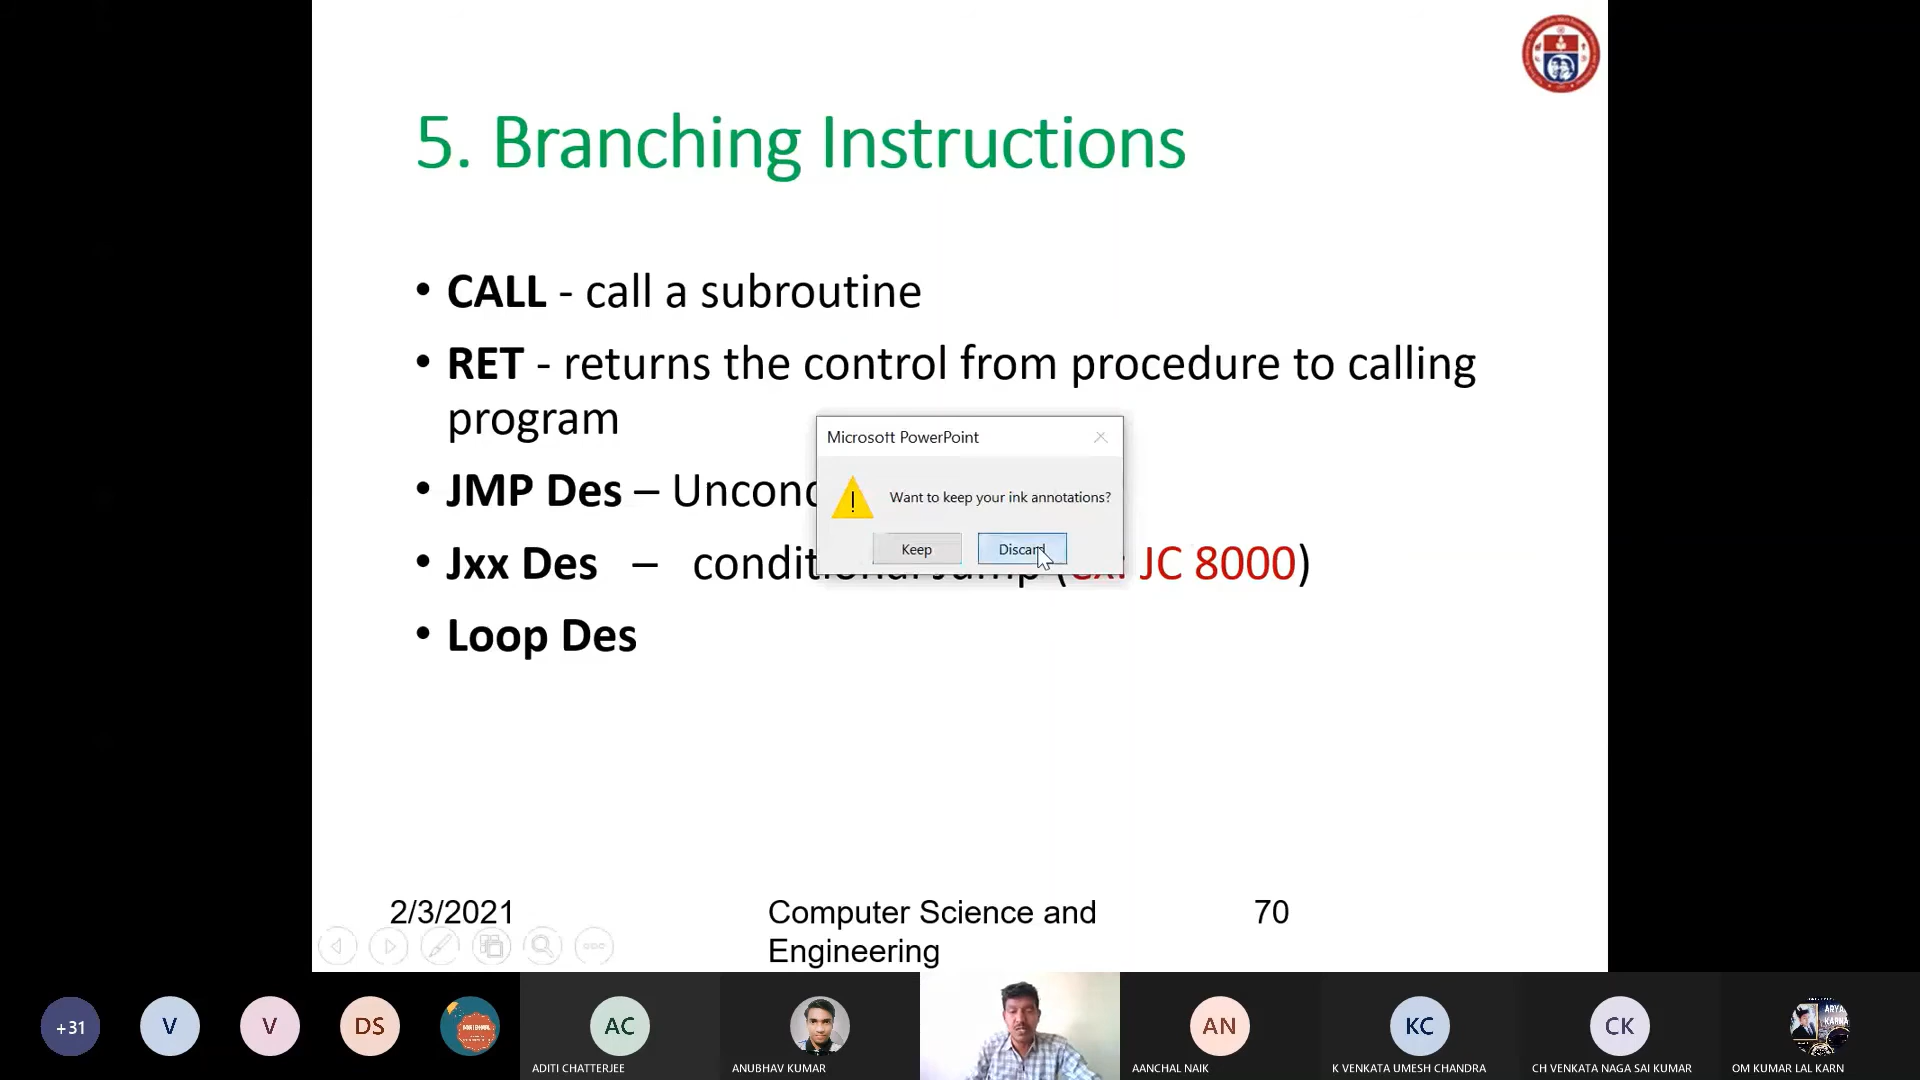 5. Branching Instructions
• CALL - call a subroutine
• RET - returns the control from procedure to calling
program
• JMP Des – Uncond
• Jxx Des – conditional Jump (ex: JC 8000)
• Loop Des
Microsoft PowerPoint
Want to keep your ink annotations?
Keep
Discard
2/3/2021
Computer Science and
Engineering
70
+31
V
V
DS
AC
ADITI CHATTERJEE
ANUBHAV KUMAR
AN
AANCHAL NAIK
KC
K VENKATA UMESH CHANDRA
CK
CH VENKATA NAGA SAI KUMAR
ARYA
KARNA
OM KUMAR LAL KARN